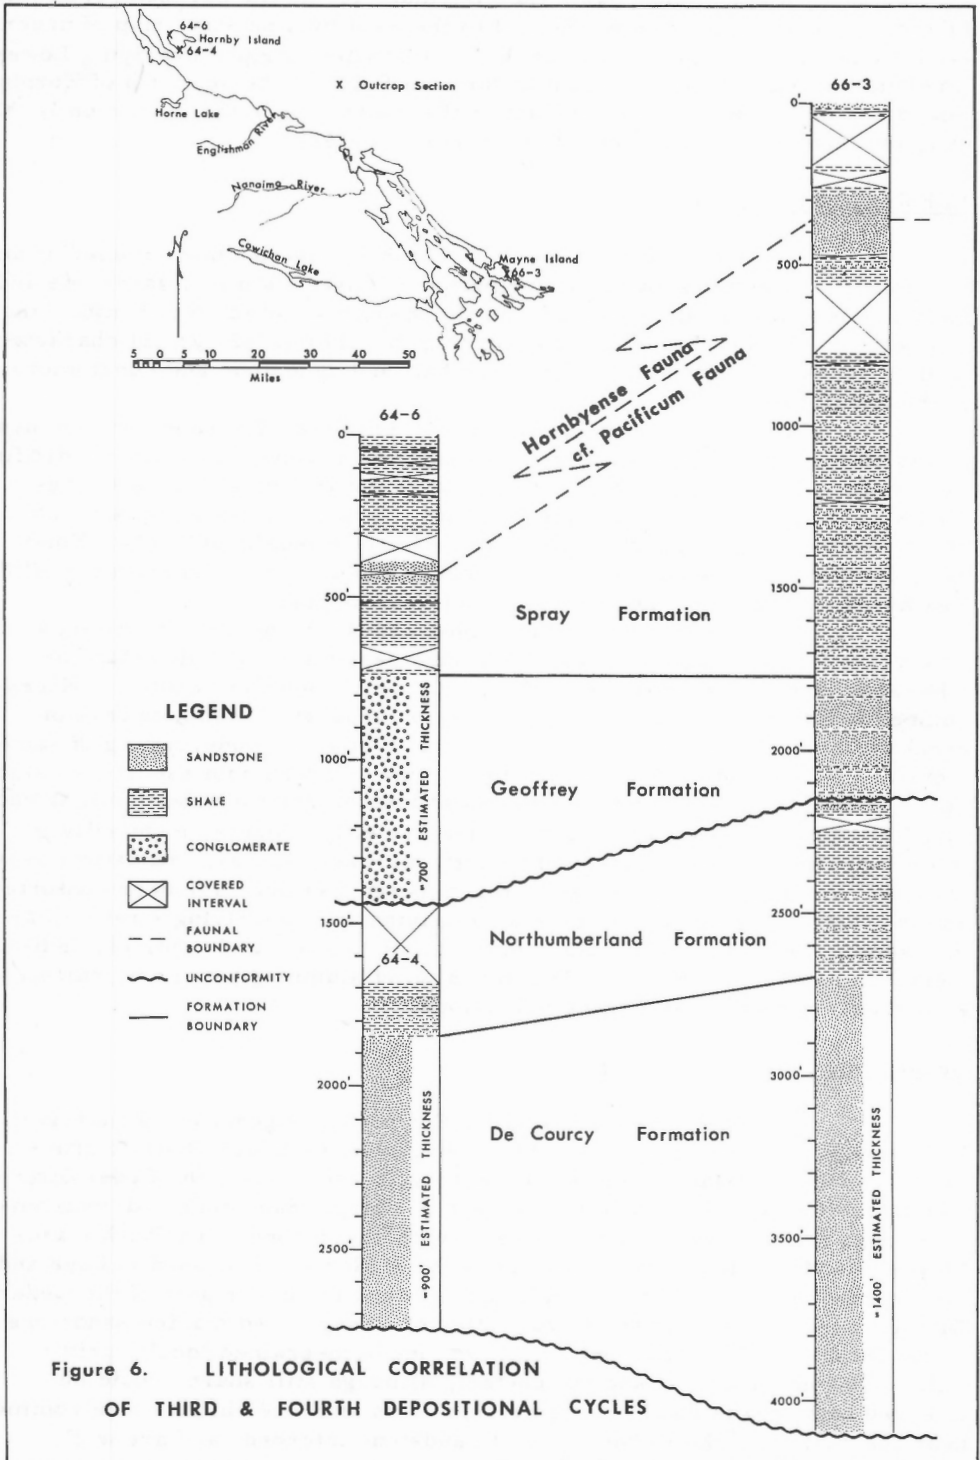 64-6
Hornby Island
64-4
X Outcrop Section
Horne Lake
Englishman River
Nanaimo River
Cowichan Lake
N
Mayne Island
66-3
5 0 5 10 20 30 40 50
Miles
66-3
0'
500'
1000'
1500'
2000'
2500'
3000'
3500'
4000'
≈1400' ESTIMATED THICKNESS
64-6
0'
500'
1000'
1500'
2000'
2500'
≈700' ESTIMATED THICKNESS
64-4
≈900' ESTIMATED THICKNESS
Hornbyense Fauna
cf. Pacificum Fauna
Spray Formation
Geoffrey Formation
Northumberland Formation
De Courcy Formation
LEGEND
SANDSTONE
SHALE
CONGLOMERATE
COVERED
INTERVAL
FAUNAL
BOUNDARY
UNCONFORMITY
FORMATION
BOUNDARY
Figure 6. LITHOLOGICAL CORRELATION
OF THIRD & FOURTH DEPOSITIONAL CYCLES